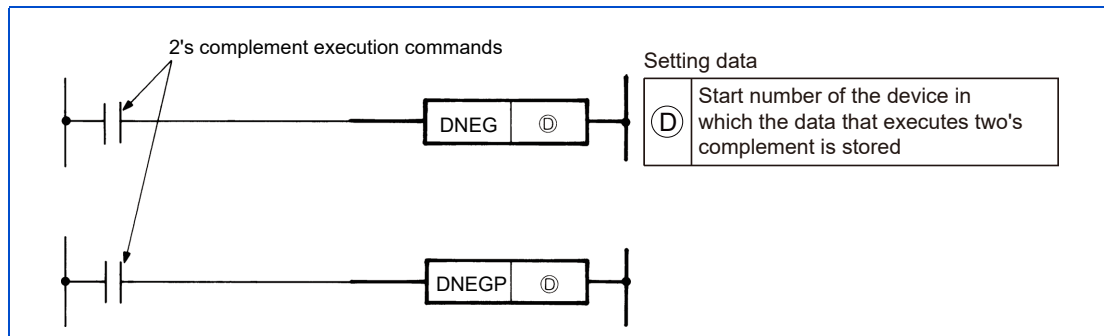 2's complement execution commands
Setting data
DNEG Ⓓ
Ⓓ Start number of the device in
which the data that executes two's
complement is stored
DNEGP Ⓓ